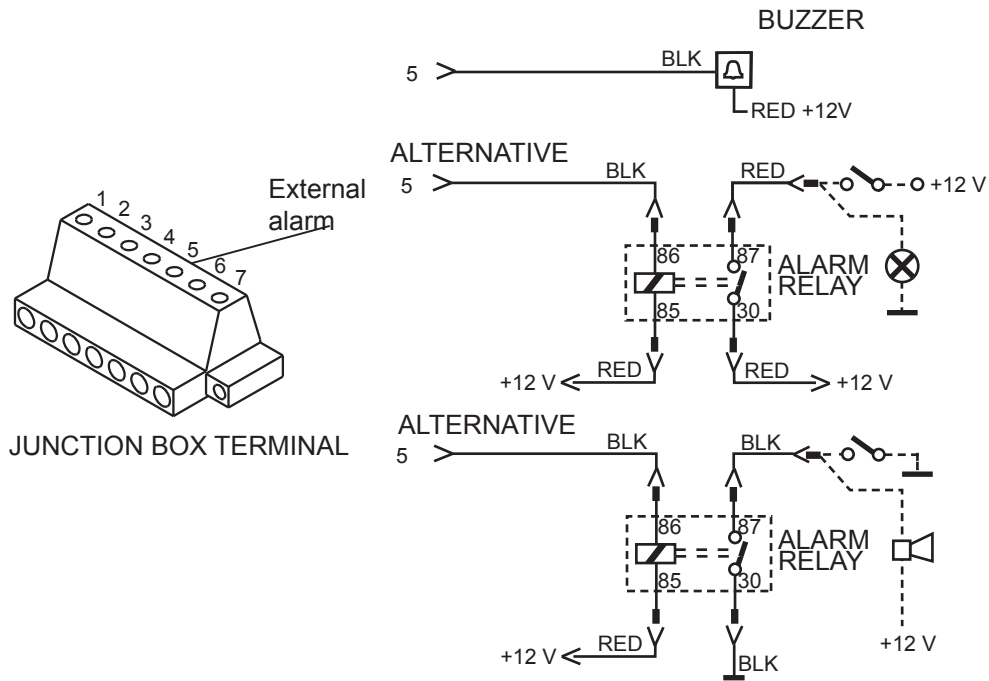 BUZZER
BLK
5
RED +12V
ALTERNATIVE
5
BLK
RED
+12 V
External
alarm
1
2
3
4
5
6
7
86
87
ALARM
RELAY
85
30
RED
+12 V
RED
+12 V
JUNCTION BOX TERMINAL
ALTERNATIVE
5
BLK
BLK
86
87
ALARM
RELAY
85
30
RED
+12 V
BLK
+12 V